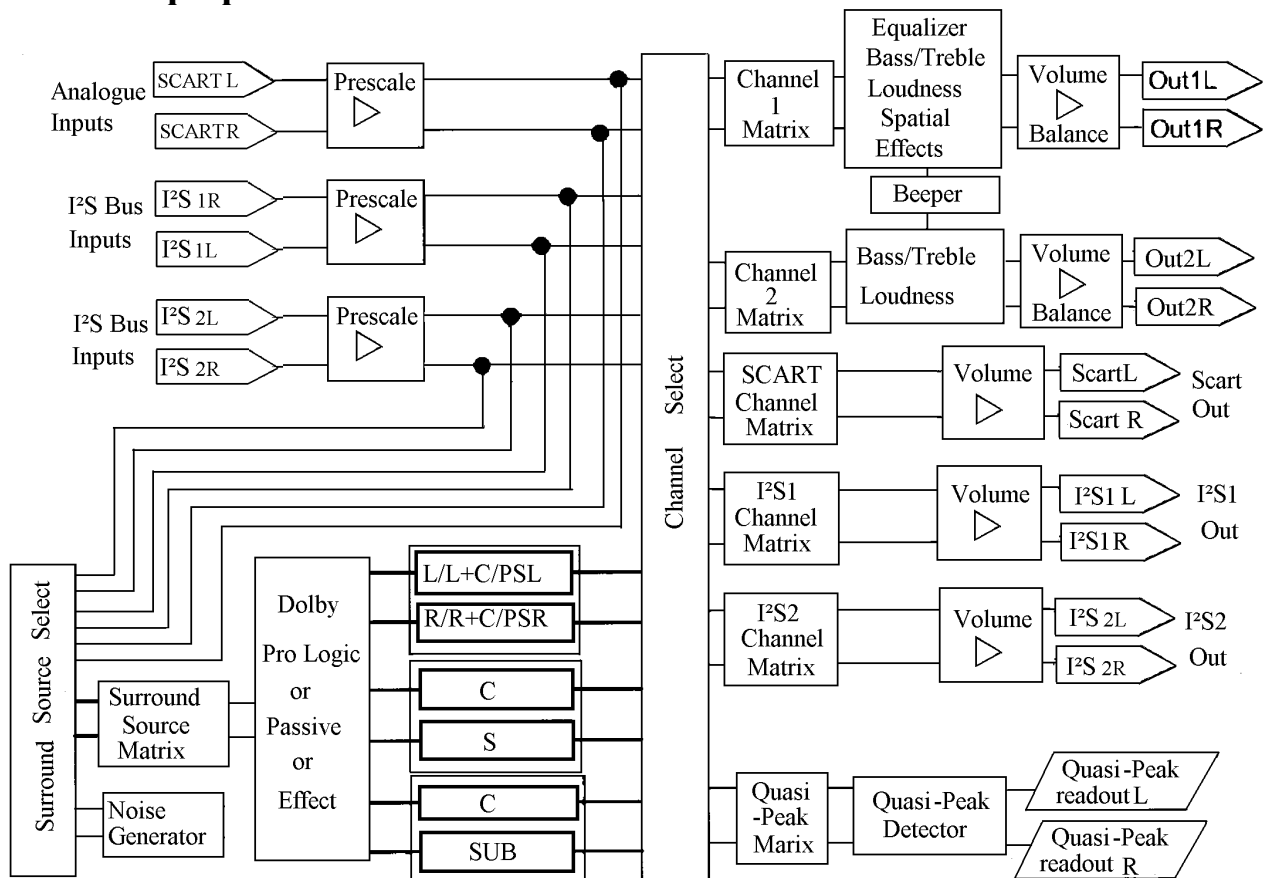 Analogue
Inputs
SCART L
SCART R
Prescale
I²S Bus
Inputs
I²S 1R
I²S 1L
Prescale
I²S Bus
Inputs
I²S 2L
I²S 2R
Prescale
Surround Source Select
Surround
Source
Matrix
Noise
Generator
Dolby
Pro Logic
or
Passive
or
Effect
L/L+C/PSL
R/R+C/PSR
C
S
C
SUB
Channel Select
Channel
1
Matrix
Equalizer
Bass/Treble
Loudness
Spatial
Effects
Volume
Balance
Out1L
Out1R
Beeper
Channel
2
Matrix
Bass/Treble
Loudness
Volume
Balance
Out2L
Out2R
SCART
Channel
Matrix
Volume
ScartL
Scart R
Scart
Out
I²S1
Channel
Matrix
Volume
I²S1 L
I²S1R
I²S1
Out
I²S2
Channel
Matrix
Volume
I²S 2L
I²S 2R
I²S2
Out
Quasi
-Peak
Marix
Quasi-Peak
Detector
Quasi-Peak
readout L
Quasi-Peak
readout R